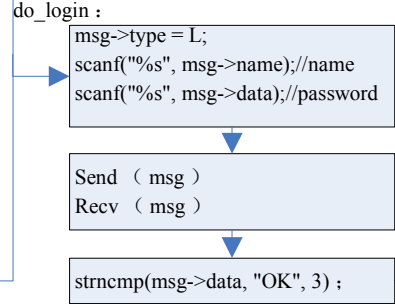 do_login：
msg->type = L;
scanf("%s", msg->name);//name
scanf("%s", msg->data);//password
Send （ msg ）
Recv （ msg ）
strncmp(msg->data, "OK", 3)；